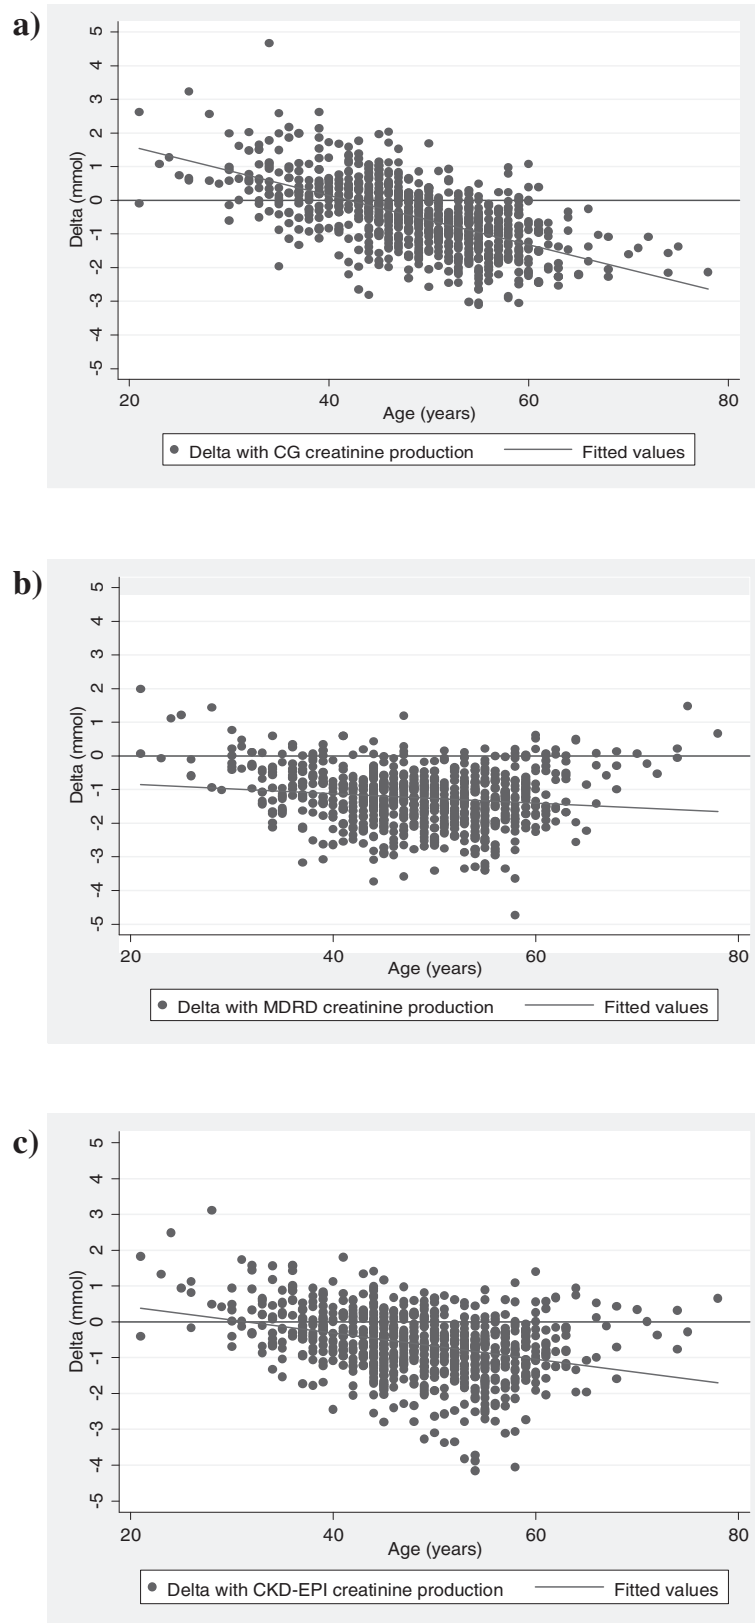 a)
5
4
3
2
1
0
-1
-2
-3
-4
-5
Delta (mmol)
20 40 60 80
Age (years)
Delta with CG creatinine production Fitted values
b)
5
4
3
2
1
0
-1
-2
-3
-4
-5
Delta (mmol)
20 40 60 80
Age (years)
Delta with MDRD creatinine production Fitted values
c)
5
4
3
2
1
0
-1
-2
-3
-4
-5
Delta (mmol)
20 40 60 80
Age (years)
Delta with CKD-EPI creatinine production Fitted values